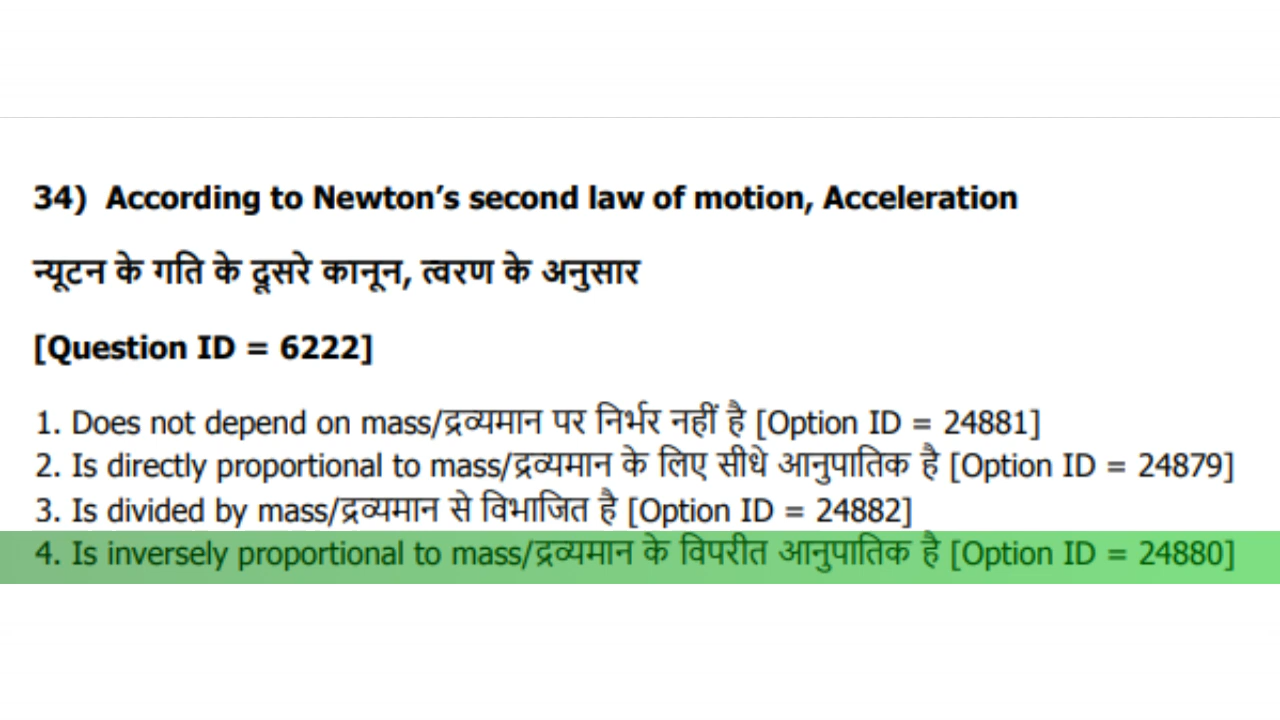 34) According to Newton’s second law of motion, Acceleration
न्यूटन के गति के दूसरे कानून, त्वरण के अनुसार
[Question ID = 6222]
1. Does not depend on mass/द्रव्यमान पर निर्भर नहीं है [Option ID = 24881]
2. Is directly proportional to mass/द्रव्यमान के लिए सीधे आनुपातिक है [Option ID = 24879]
3. Is divided by mass/द्रव्यमान से विभाजित है [Option ID = 24882]
4. Is inversely proportional to mass/द्रव्यमान के विपरीत आनुपातिक है [Option ID = 24880]